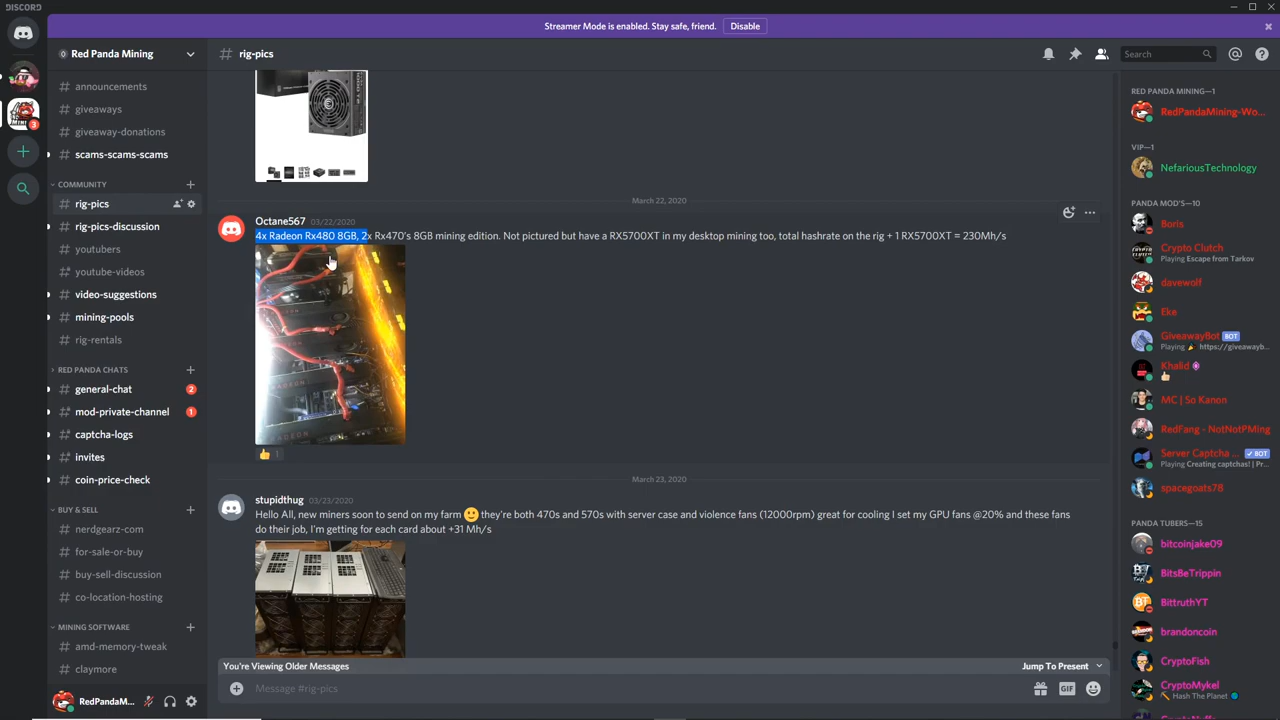 DISCORD
Streamer Mode is enabled. Stay safe, friend.
Disable
Red Panda Mining
# rig-pics
Search
# announcements
# giveaways
# giveaway-donations
# scams-scams-scams
COMMUNITY
# rig-pics
# rig-pics-discussion
# youtubers
# youtube-videos
# video-suggestions
# mining-pools
# rig-rentals
RED PANDA CHATS
# general-chat 2
# mod-private-channel 1
# captcha-logs
# invites
# coin-price-check
BUY & SELL
# nerdgearz-com
# for-sale-or-buy
# buy-sell-discussion
# co-location-hosting
MINING SOFTWARE
# amd-memory-tweak
# claymore
RedPandaM...
3
March 22, 2020
Octane567 03/22/2020
4x Radeon Rx480 8GB, 2x Rx470's 8GB mining edition. Not pictured but have a RX5700XT in my desktop mining too, total hashrate on the rig + 1 RX5700XT = 230Mh/s
1
March 23, 2020
stupidthug 03/23/2020
Hello All, new miners soon to send on my farm 🙂 they're both 470s and 570s with server case and violence fans (12000rpm) great for cooling I set my GPU fans @20% and these fans
do their job, I'm getting for each card about +31 Mh/s
You're Viewing Older Messages
Jump To Present
Message #rig-pics
GIF
RED PANDA MINING—1
RedPandaMining-Wo...
VIP—1
NefariousTechnology
PANDA MOD'S—10
Boris
Crypto Clutch
Playing Escape from Tarkov
davewolf
Eke
GiveawayBot BOT
Playing 🎉 https://giveawayb...
Khalid
👍
MC | So Kanon
RedFang - NotNotPMing
Server Captcha ... ✓ BOT
Playing Creating captchas! | Pr...
spacegoats78
PANDA TUBERS—15
bitcoinjake09
BitsBeTrippin
BittruthYT
brandoncoin
CryptoFish
CryptoMykel
Hash The Planet